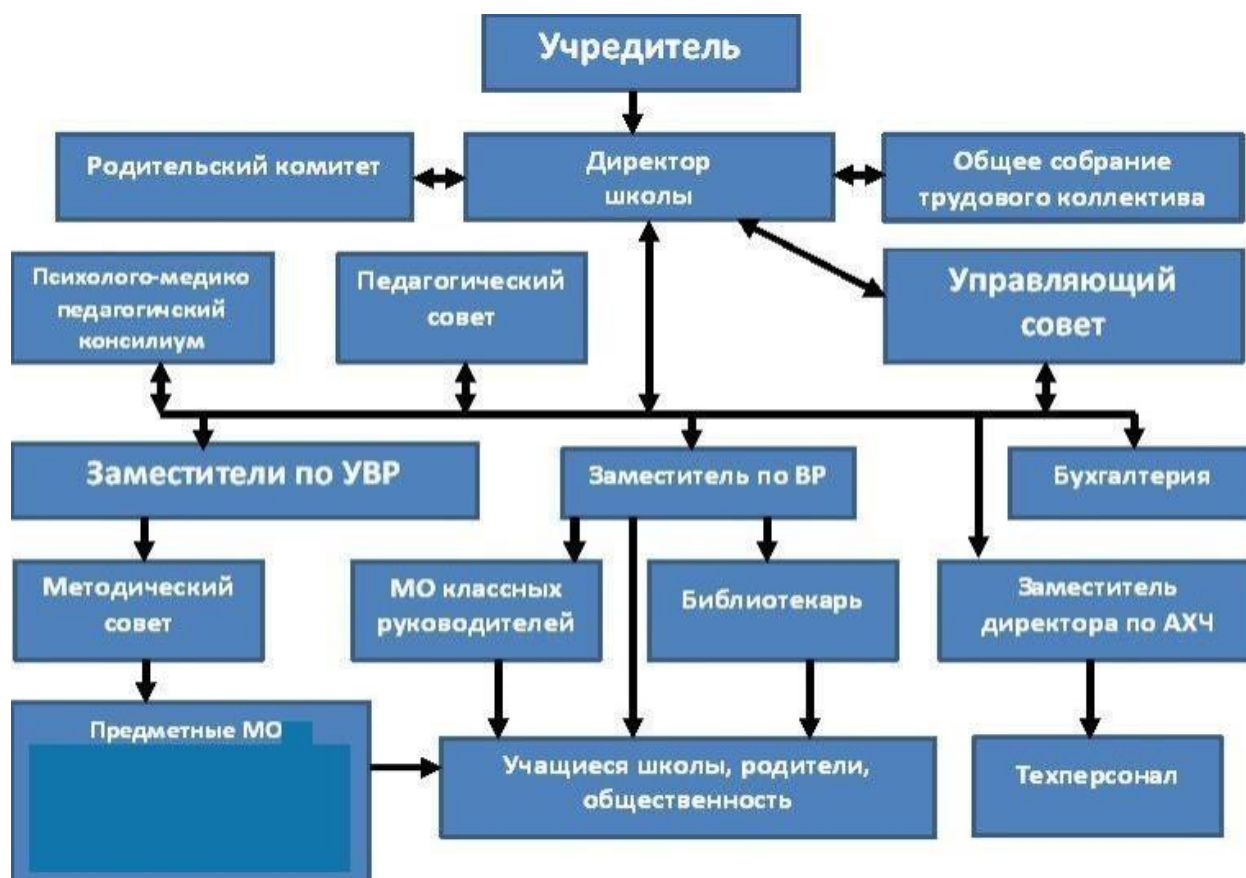 Учредитель
Родительский комитет
Директор
школы
Общее собрание
трудового коллектива
Психолого-медико
педагогический
консилиум
Педагогический
совет
Управляющий
совет
Заместители по УВР
Заместитель по ВР
Бухгалтерия
Методический
совет
МО классных
руководителей
Библиотекарь
Заместитель
директора по АХЧ
Предметные МО
Учащиеся школы, родители,
общественность
Техперсонал